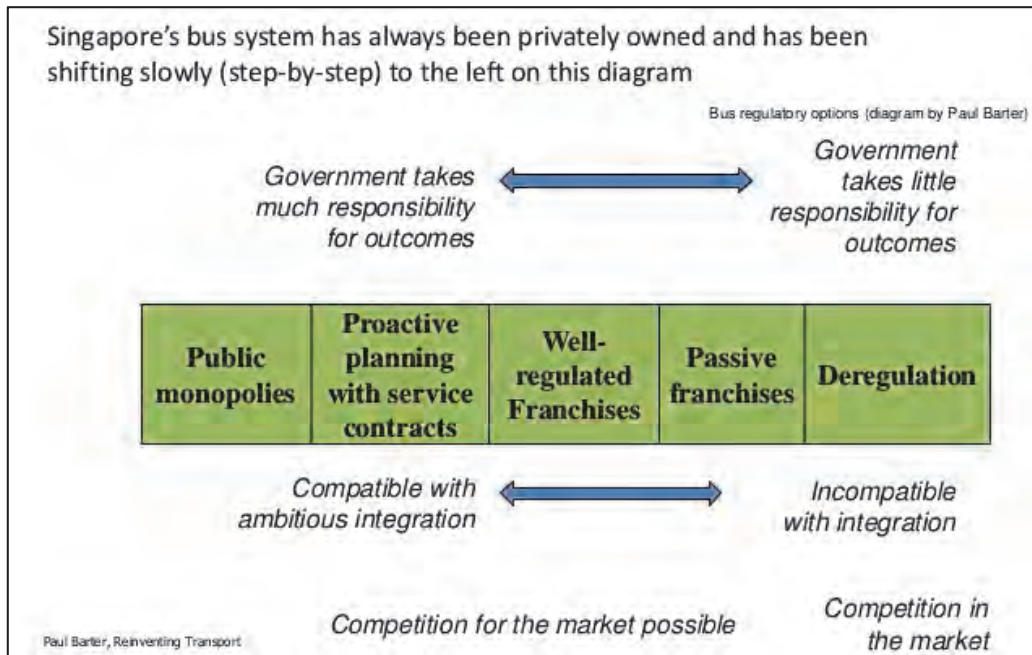 Singapore's bus system has always been privately owned and has been
shifting slowly (step-by-step) to the left on this diagram
Bus regulatory options (diagram by Paul Barter)
Government takes
much responsibility
for outcomes
Government
takes little
responsibility for
outcomes
Public
monopolies
Proactive
planning
with service
contracts
Well-
regulated
Franchises
Passive
franchises
Deregulation
Compatible with
ambitious integration
Incompatible
with integration
Competition for the market possible
Competition in
the market
Paul Barter, Reinventing Transport